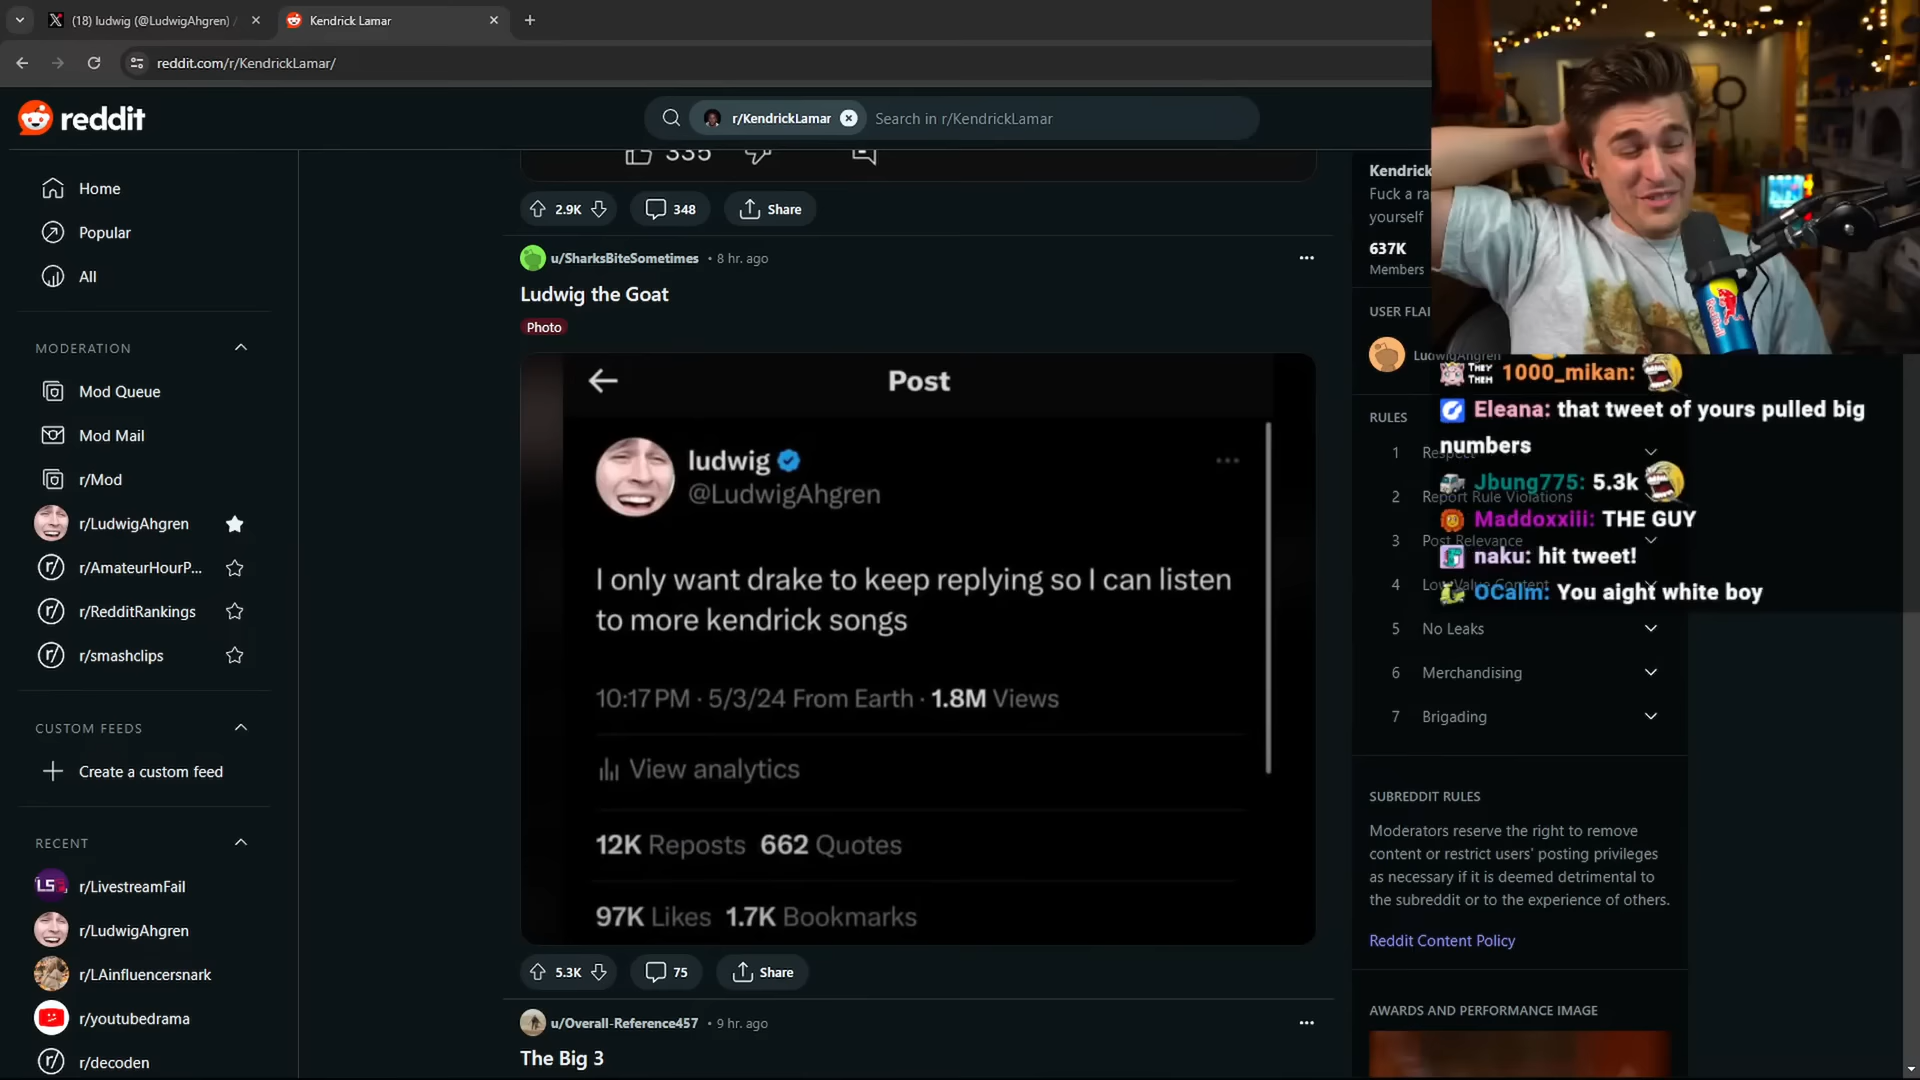 (18) ludwig (@LudwigAhgren)
Kendrick Lamar
reddit.com/r/KendrickLamar/
reddit
r/KendrickLamar
Search in r/KendrickLamar
Home
Popular
All
MODERATION
Mod Queue
Mod Mail
r/Mod
r/LudwigAhgren
r/AmateurHourP...
r/RedditRankings
r/smashclips
CUSTOM FEEDS
Create a custom feed
RECENT
r/LivestreamFail
r/LudwigAhgren
r/LAinfluencersnark
r/youtubedrama
r/decoden
335
2.9K
348
Share
u/SharksBiteSometimes • 8 hr. ago
Ludwig the Goat
Photo
Post
ludwig
@LudwigAhgren
I only want drake to keep replying so I can listen
to more kendrick songs
10:17 PM · 5/3/24 From Earth · 1.8M Views
View analytics
12K Reposts 662 Quotes
97K Likes 1.7K Bookmarks
5.3K
75
Share
u/Overall-Reference457 • 9 hr. ago
The Big 3
Kendrick
Fuck a ra
yourself
637K
Members
USER FLAI
LudwigAhgren
RULES
1
2 Report Rule Violations
3 Post Relevance
4 Low Value Content
5 No Leaks
6 Merchandising
7 Brigading
SUBREDDIT RULES
Moderators reserve the right to remove
content or restrict users' posting privileges
as necessary if it is deemed detrimental to
the subreddit or to the experience of others.
Reddit Content Policy
AWARDS AND PERFORMANCE IMAGE
RedBull
THEY
THEM
1000_mikan:
Eleana: that tweet of yours pulled big
numbers
Jbung775: 5.3k
Maddoxxiii: THE GUY
naku: hit tweet!
OCalm: You aight white boy